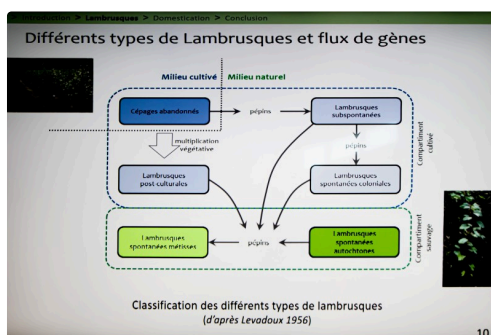 Introduction > Lambrusques > Domestication > Conclusion
Différents types de Lambrusques et flux de gènes
Milieu cultivé Milieu naturel
Cépages abandonnés
pépins
Lambrusques
subspontanées
multiplication
végétative
pépins
Compartiment
cultivé
Lambrusques
post-culturales
Lambrusques
spontanées coloniales
Lambrusques
spontanées métisses
pépins
Lambrusques
spontanées
autochtones
Compartiment
sauvage
Classification des différents types de lambrusques
(d'après Levadoux 1956)
10